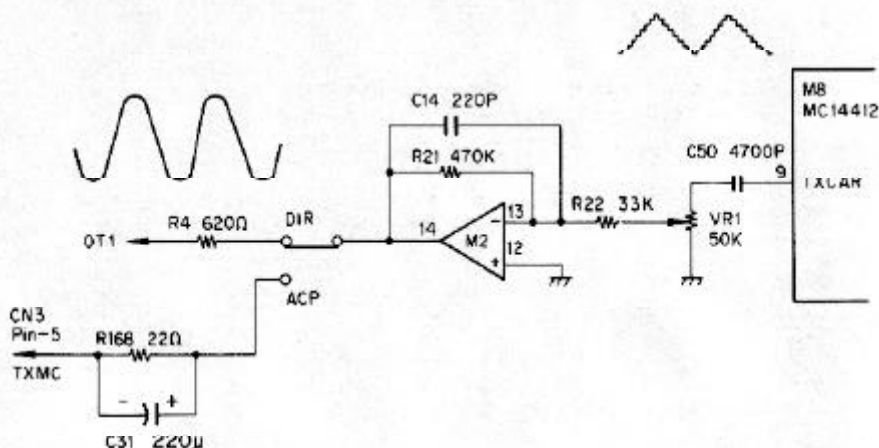 M8
MC14412
C14 220P
C50 4700P
R21 470K
9
TXCAR
R4 620Ω
DIR
14
13
R22 33K
VR1
50K
OT1
M2
-
12
+
ACP
CN3
Pin-5
R168 22Ω
TXMC
- +
C31 220μ